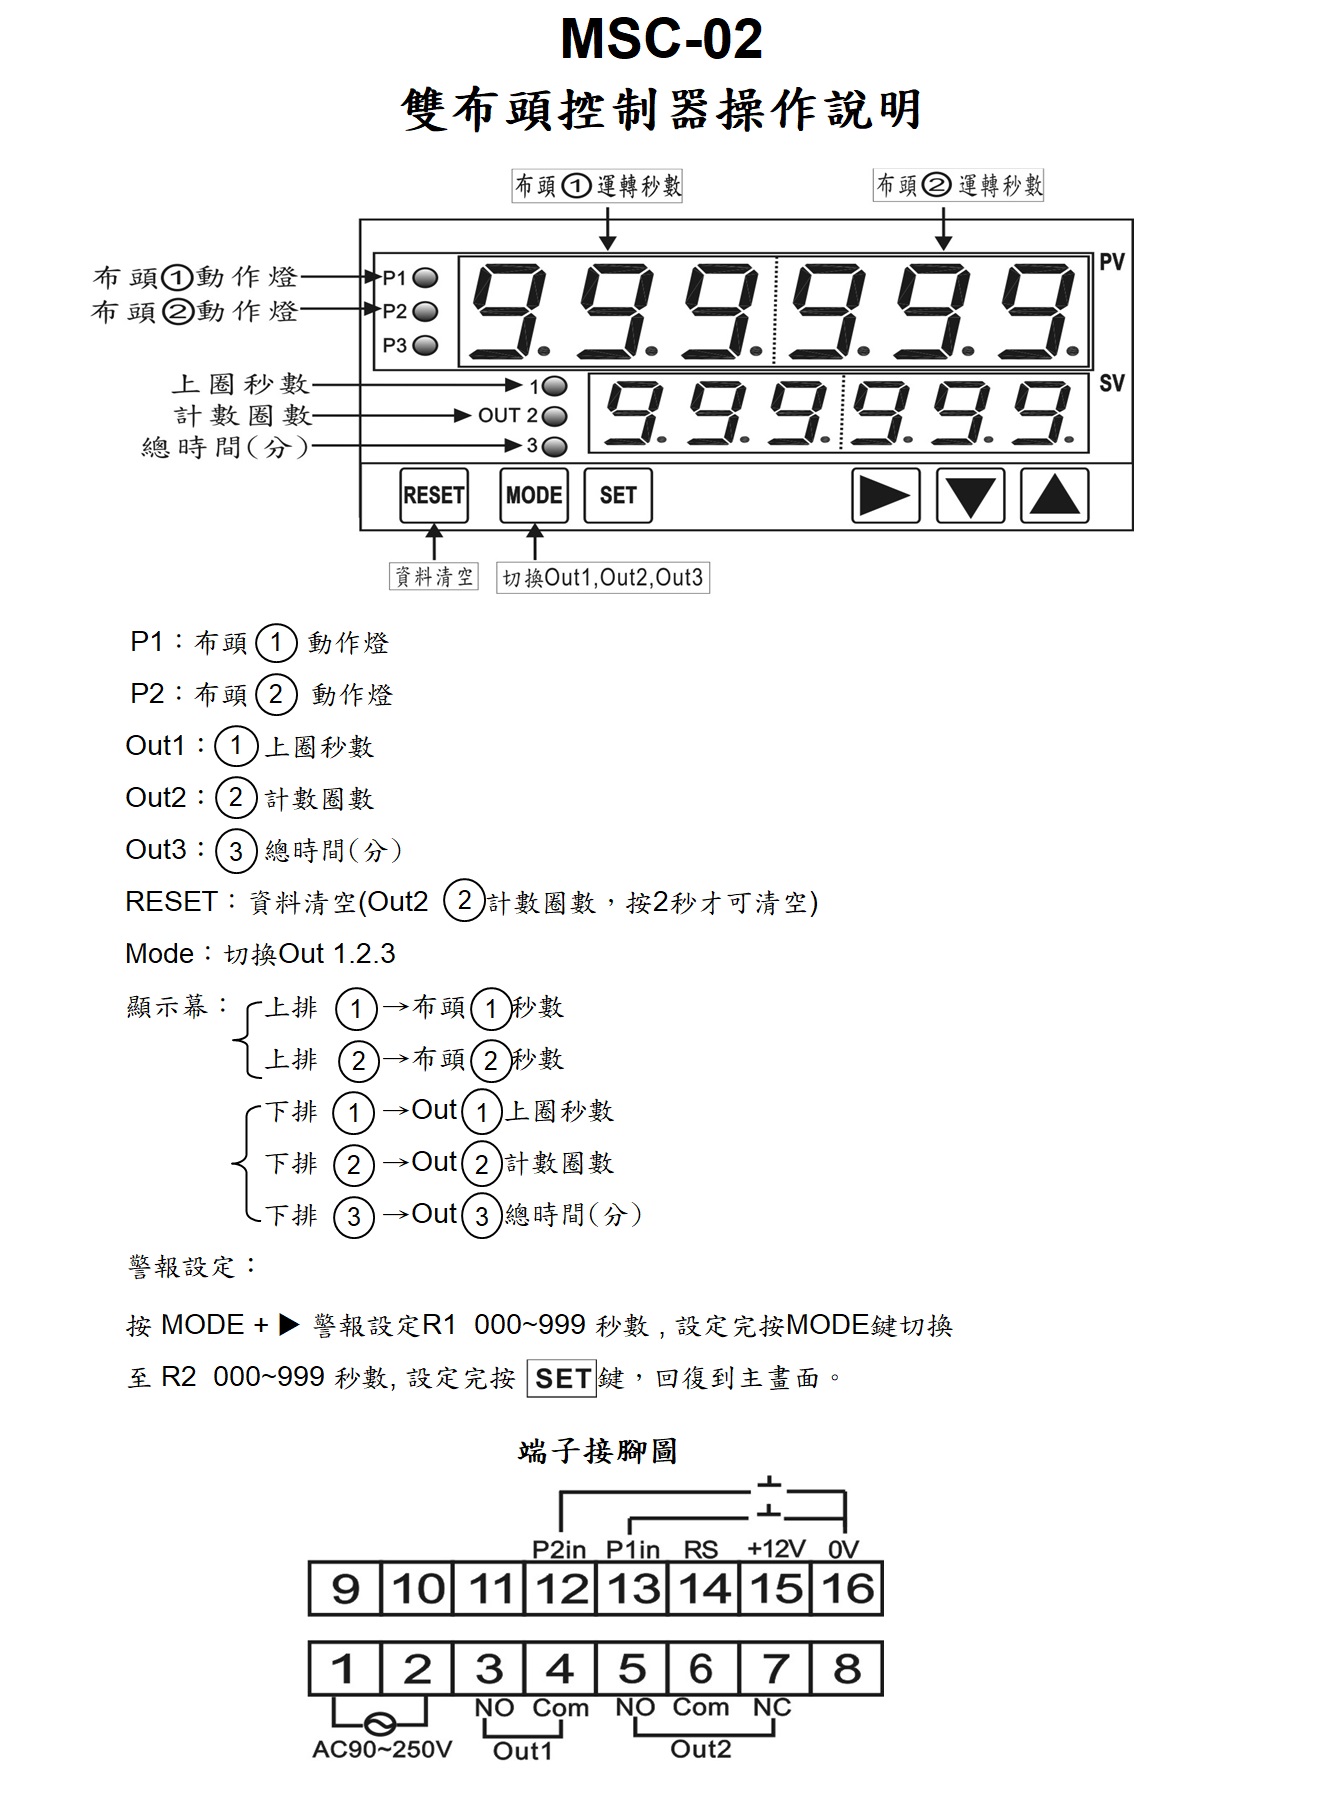 MSC-02
雙布頭控制器操作說明
布頭①運轉秒數
布頭②運轉秒數
布頭①動作燈
布頭②動作燈
上圈秒數
計數圈數
總時間(分)
P1
P2
P3
999999
PV
1
OUT 2
3
9.9.9.9.9.9
SV
RESET
MODE
SET
資料清空
切換Out1,Out2,Out3
P1：布頭① 動作燈
P2：布頭② 動作燈
Out1：①上圈秒數
Out2：②計數圈數
Out3：③總時間(分)
RESET：資料清空(Out2 ②計數圈數，按2秒才可清空)
Mode：切換Out 1.2.3
顯示幕： 上排 ①→布頭①秒數
上排 ②→布頭②秒數
下排 ①→Out①上圈秒數
下排 ②→Out②計數圈數
下排 ③→Out③總時間(分)
警報設定：
按 MODE + ▶ 警報設定R1 000~999 秒數 , 設定完按MODE鍵切換
至 R2 000~999 秒數, 設定完按 SET鍵，回復到主畫面。
端子接腳圖
P2in P1in RS +12V 0V
9 10 11 12 13 14 15 16
1 2 3 4 5 6 7 8
NO Com NO Com NC
AC90~250V Out1 Out2